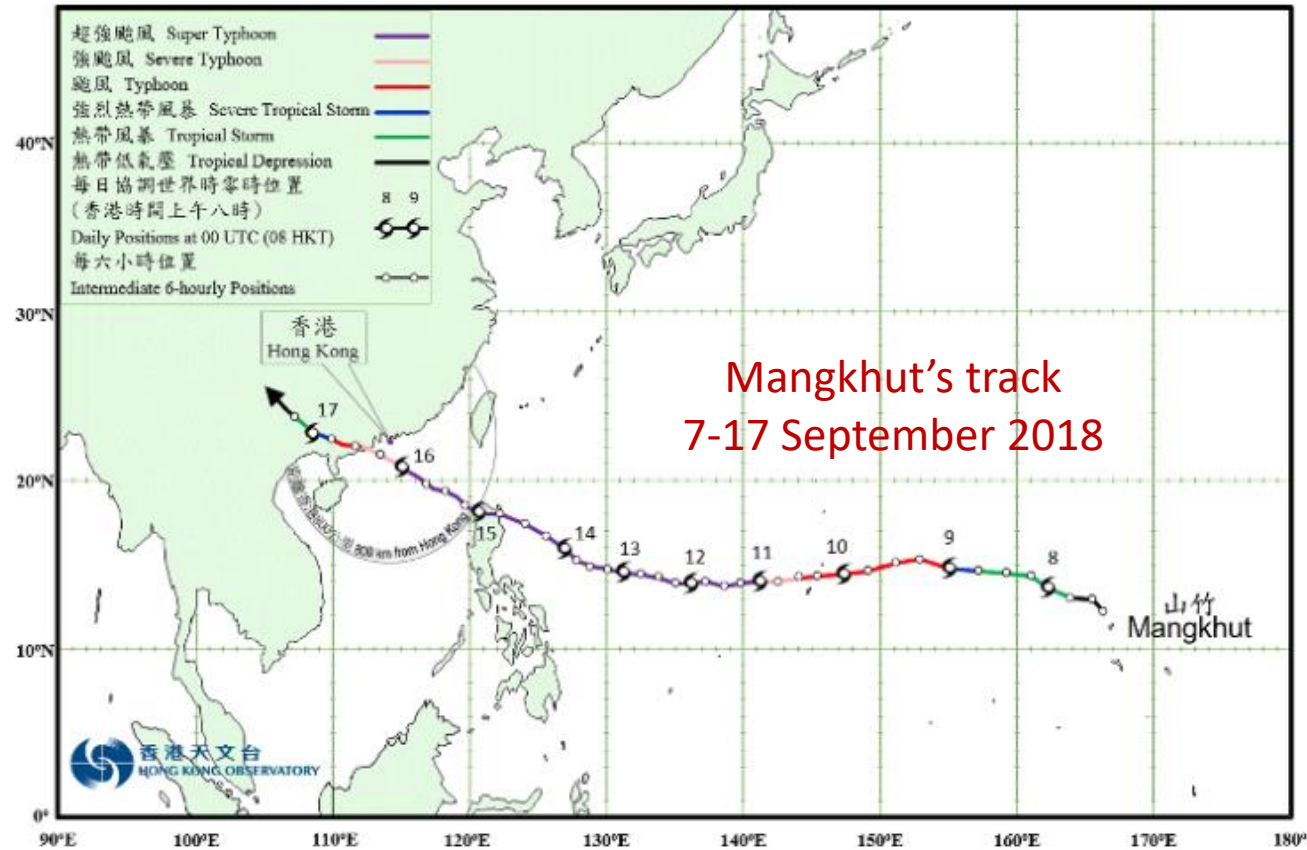 超強颱風 Super Typhoon
強颱風 Severe Typhoon
颱風 Typhoon
強烈熱帶風暴 Severe Tropical Storm
熱帶風暴 Tropical Storm
熱帶低氣壓 Tropical Depression
每日協調世界時零時位置
(香港時間上午八時)
8 9
Daily Positions at 00 UTC (08 HKT)
每六小時位置
Intermediate 6-hourly Positions
40°N
30°N
20°N
10°N
0°
香港
Hong Kong
Mangkhut's track
7-17 September 2018
17
16
15
14
13
12
11
10
9
8
山竹
Mangkhut
km from Hong Kong
香港天文台
HONG KONG OBSERVATORY
90°E
100°E
110°E
120°E
130°E
140°E
150°E
160°E
170°E
180°